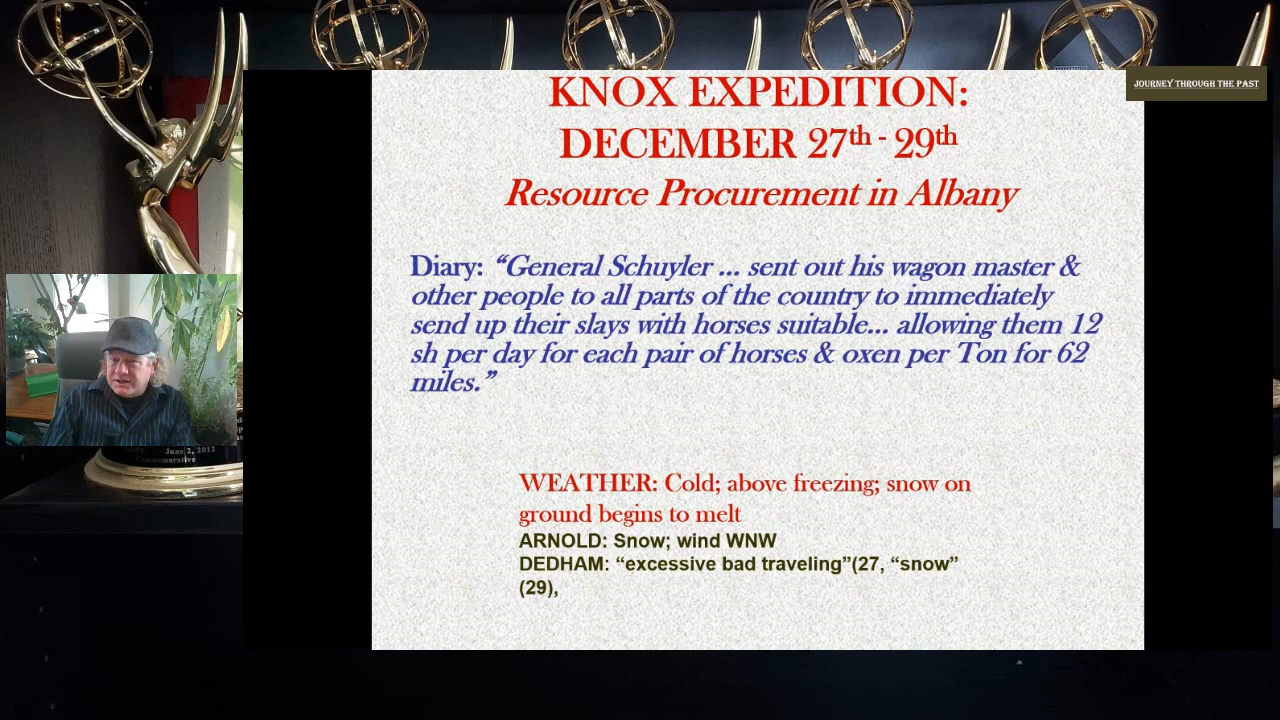 JOURNEY THROUGH THE PAST
KNOX EXPEDITION:
DECEMBER 27th - 29th
Resource Procurement in Albany
Diary: “General Schuyler ... sent out his wagon master &
other people to all parts of the country to immediately
send up their slays with horses suitable... allowing them 12
sh per day for each pair of horses & oxen per Ton for 62
miles.”
WEATHER: Cold; above freezing; snow on
ground begins to melt
ARNOLD: Snow; wind WNW
DEDHAM: “excessive bad traveling”(27, “snow”
(29),
June 2, 2012
Commemorative